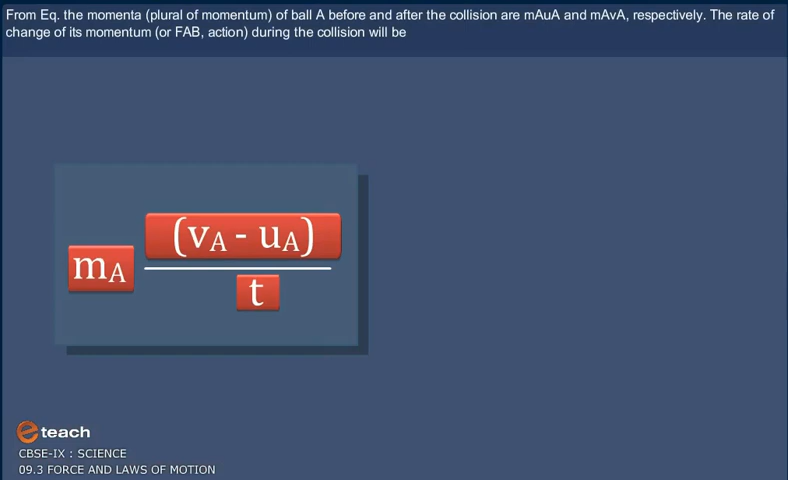 From Eq. the momenta (plural of momentum) of ball A before and after the collision are mAuA and mAvA, respectively. The rate of
change of its momentum (or FAB, action) during the collision will be
(vA - uA)
mA
t
e teach
CBSE-IX : SCIENCE
09.3 FORCE AND LAWS OF MOTION